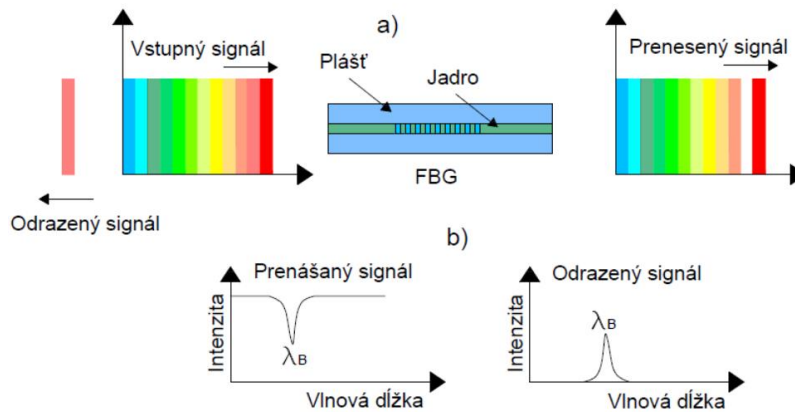 a)
Vstupný signál
Prenesený signál
Plášť
Jadro
FBG
Odrazený signál
b)
Prenášaný signál
Odrazený signál
Intenzita
λB
Vlnová dĺžka
Intenzita
λB
Vlnová dĺžka